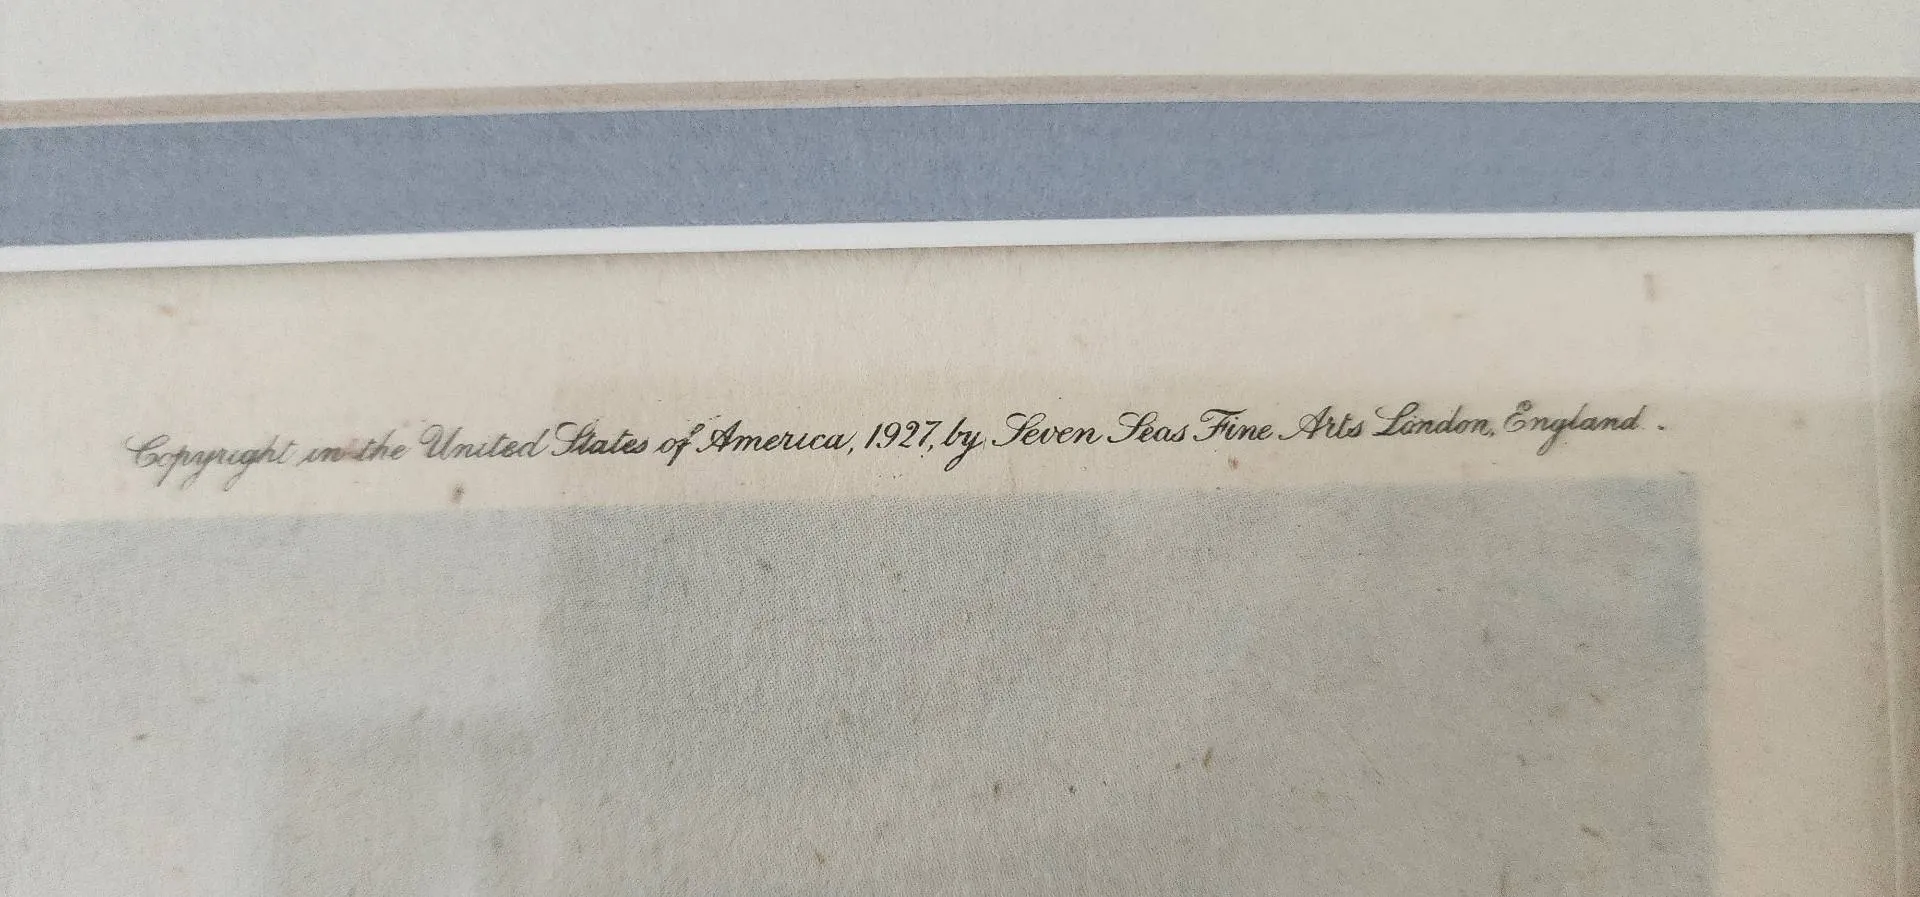 Copyright in the United States of America, 1927, by Seven Seas Fine Arts London, England.